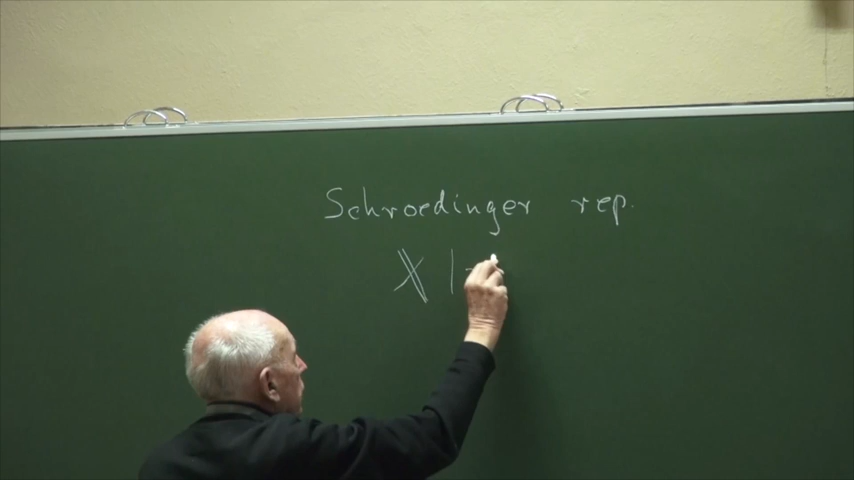 Schroedinger rep.
𝕏 |